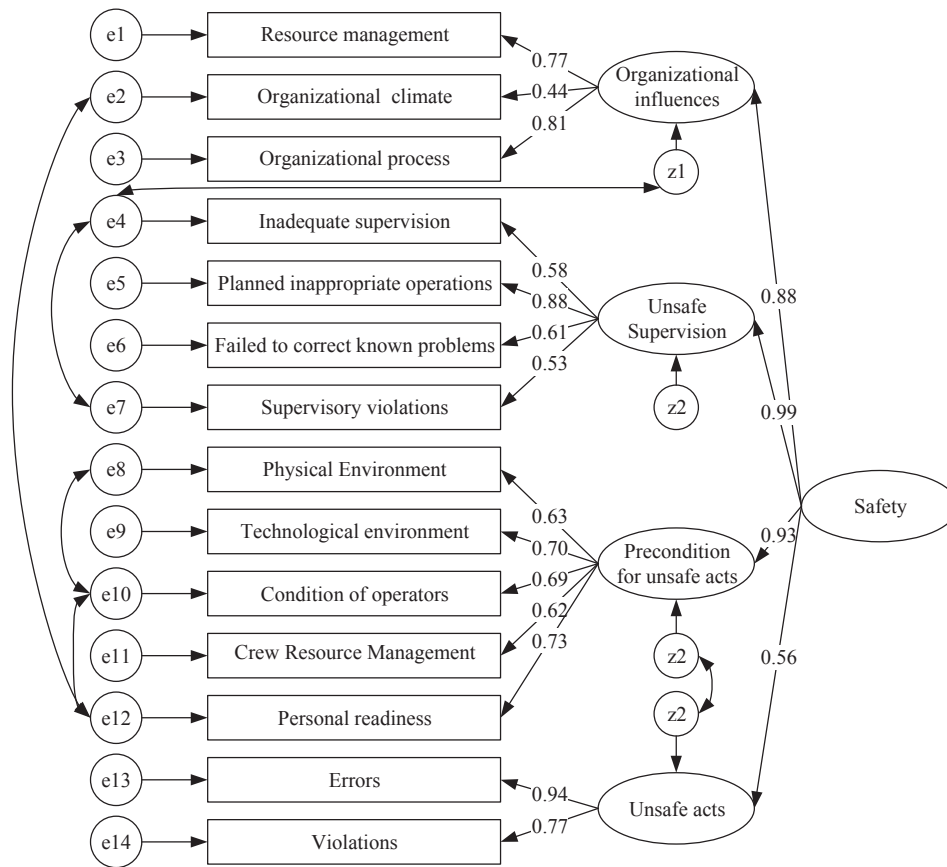 e1
Resource management
0.77
Organizational
influences
e2
Organizational climate
0.44
0.81
e3
Organizational process
z1
e4
Inadequate supervision
0.58
e5
Planned inappropriate operations
0.88
Unsafe
Supervision
0.88
e6
Failed to correct known problems
0.61
0.53
e7
Supervisory violations
z2
0.99
e8
Physical Environment
0.63
Safety
e9
Technological environment
0.70
Precondition
for unsafe acts
0.93
e10
Condition of operators
0.69
0.62
e11
Crew Resource Management
0.73
z2
0.56
e12
Personal readiness
z2
e13
Errors
0.94
Unsafe acts
e14
Violations
0.77